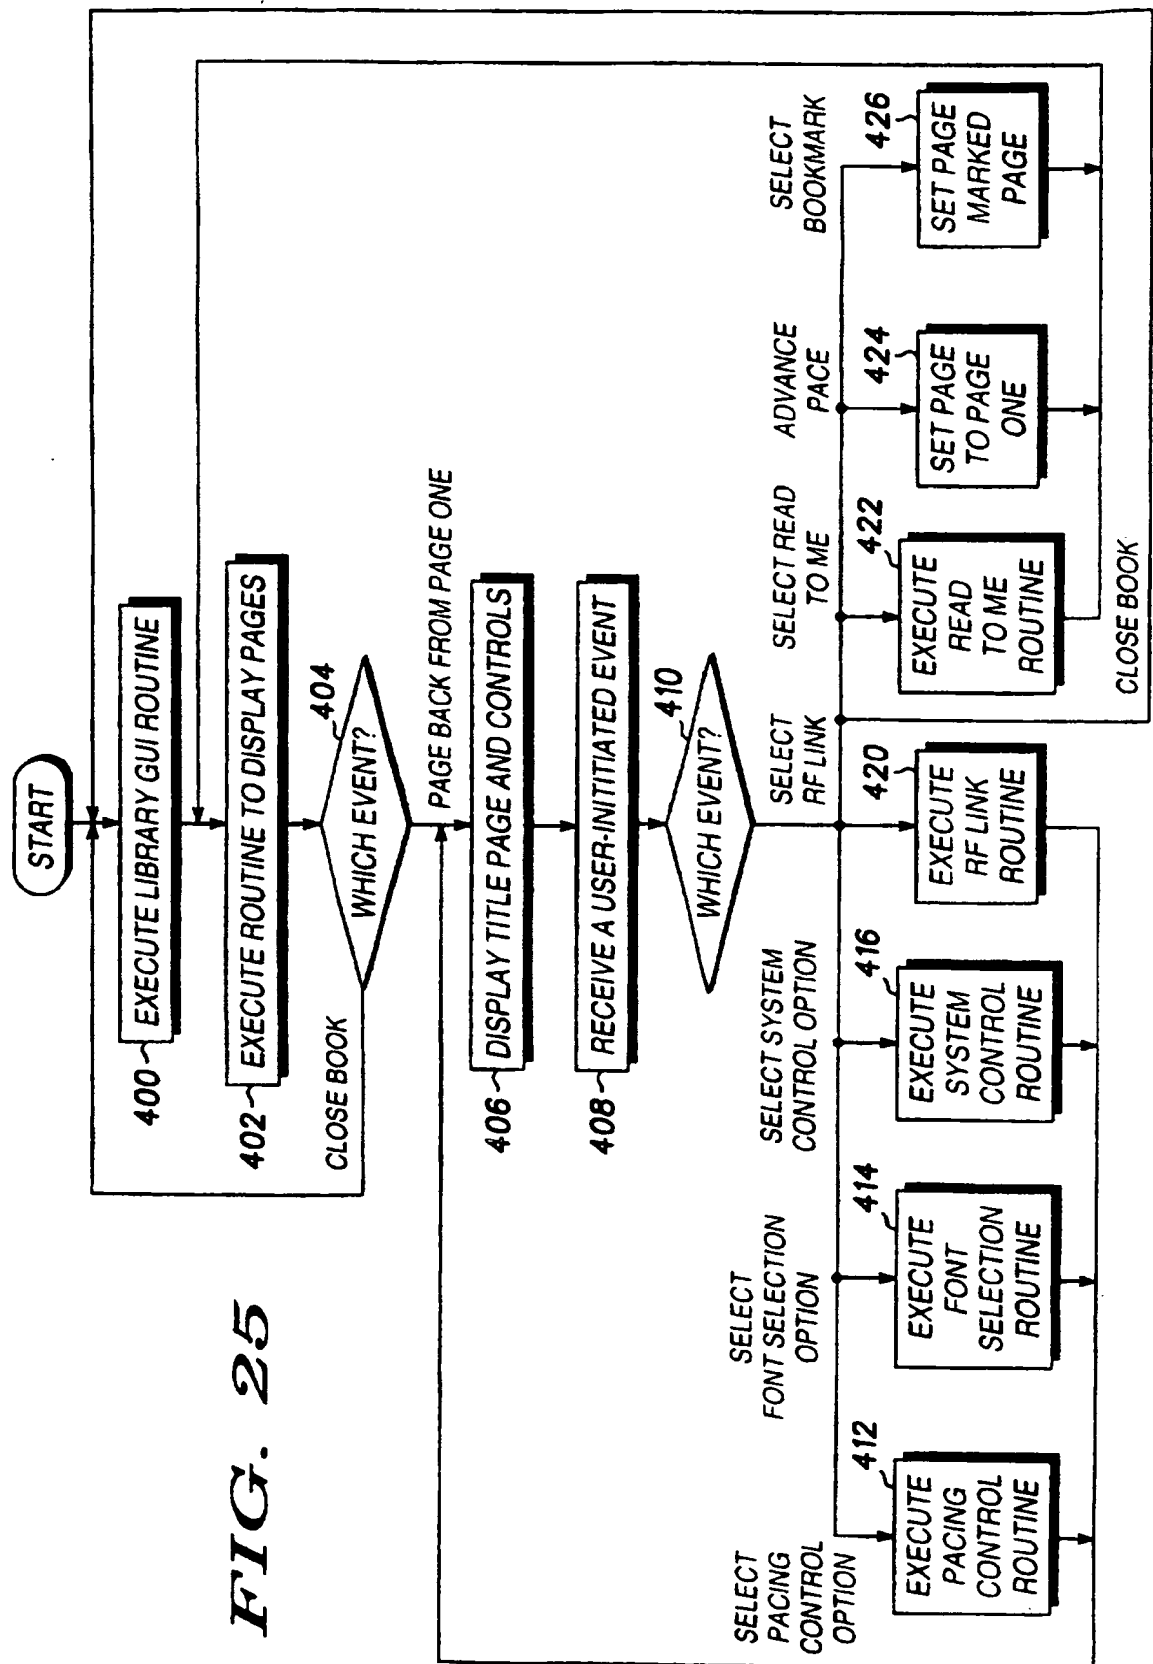 FIG. 25
START
400
EXECUTE LIBRARY GUI ROUTINE
402
EXECUTE ROUTINE TO DISPLAY PAGES
WHICH EVENT?
404
CLOSE BOOK
PAGE BACK FROM PAGE ONE
406
DISPLAY TITLE PAGE AND CONTROLS
408
RECEIVE A USER-INITIATED EVENT
WHICH EVENT?
410
SELECT
PACING
CONTROL
OPTION
412
EXECUTE
PACING
CONTROL
ROUTINE
SELECT
FONT SELECTION
OPTION
414
EXECUTE
FONT
SELECTION
ROUTINE
SELECT SYSTEM
CONTROL OPTION
416
EXECUTE
SYSTEM
CONTROL
ROUTINE
SELECT
RF LINK
420
EXECUTE
RF LINK
ROUTINE
CLOSE BOOK
SELECT READ
TO ME
422
EXECUTE
READ
TO ME
ROUTINE
ADVANCE
PACE
424
SET PAGE
TO PAGE
ONE
SELECT
BOOKMARK
426
SET PAGE
MARKED
PAGE